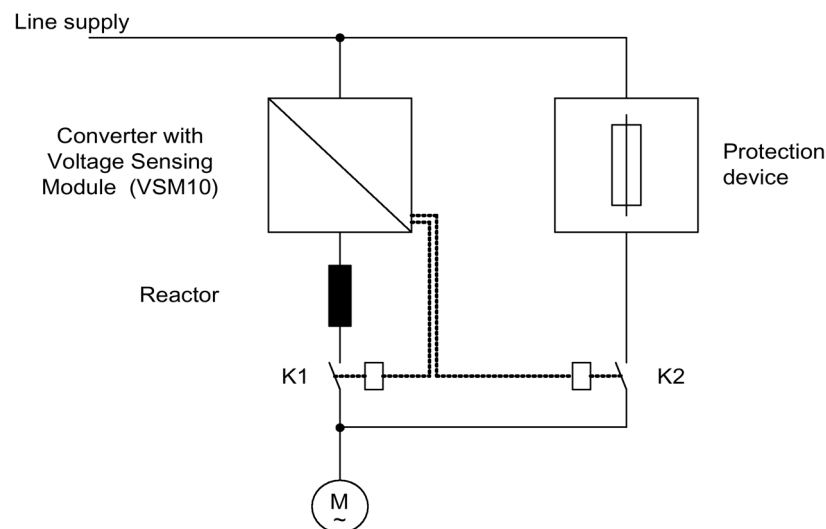 Line supply
Converter with
Voltage Sensing
Module (VSM10)
Protection
device
Reactor
K1
K2
M
~